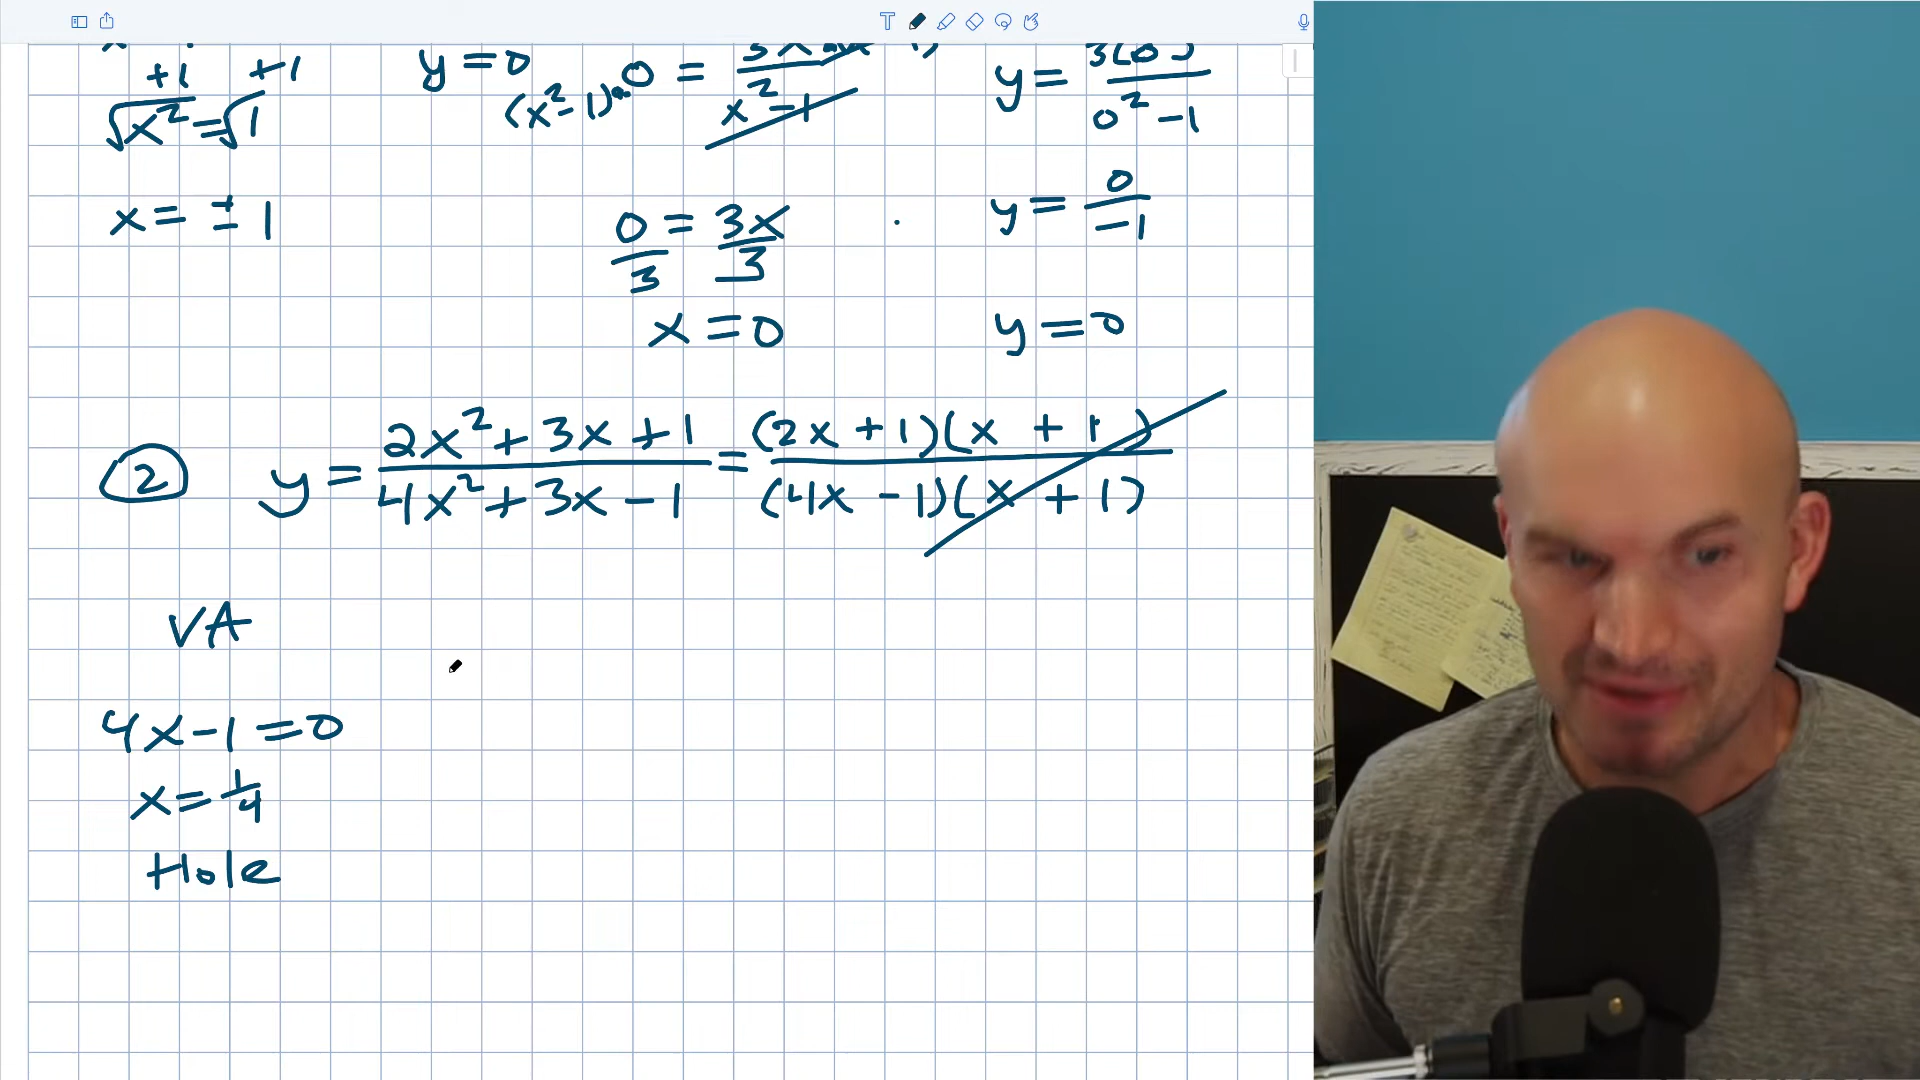 +1 +1
y = 0
(x² - 1) · 0 = 3x / x² - 1
y = 3(0) / 0² - 1
√x² = √1
x = ± 1
0/3 = 3x/3
y = 0 / -1
x = 0
y = 0
② y = 2x² + 3x + 1 / 4x² + 3x - 1 = (2x + 1)(x + 1) / (4x - 1)(x + 1)
VA
4x - 1 = 0
x = 1/4
Hole